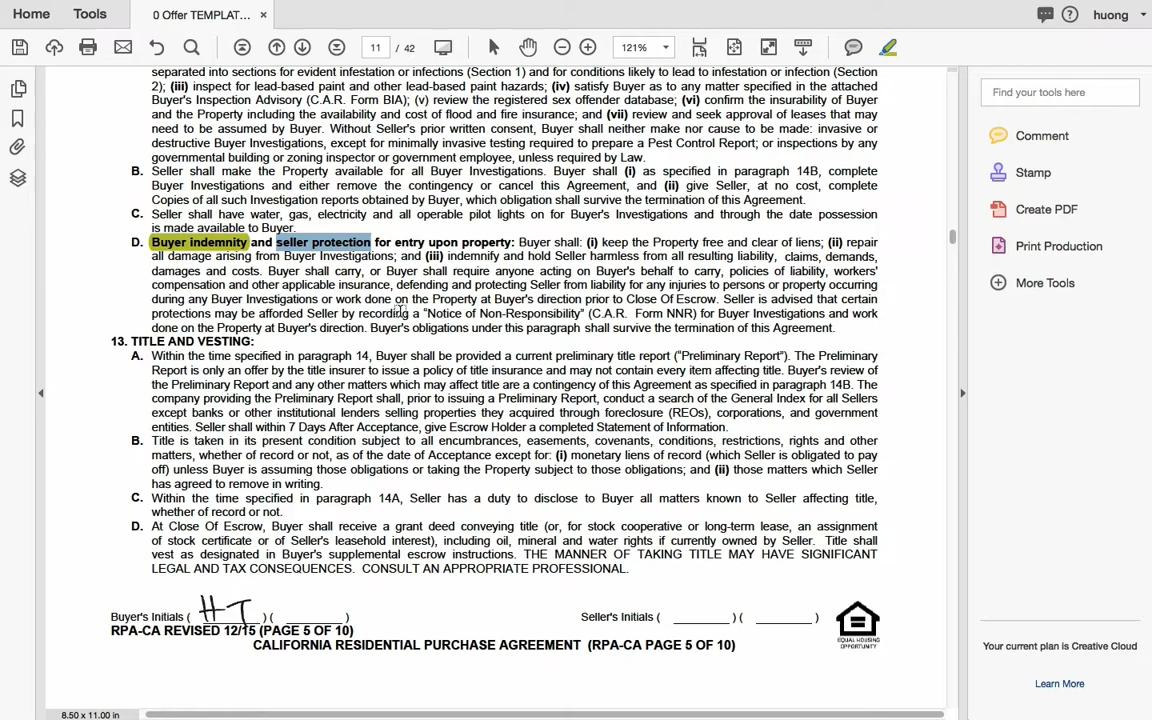 Home
Tools
0 Offer TEMPLAT... ×
huong
11 / 42
121%
separated into sections for evident infestation or infections (Section 1) and for conditions likely to lead to infestation or infection (Section
2); (iii) inspect for lead-based paint and other lead-based paint hazards; (iv) satisfy Buyer as to any matter specified in the attached
Buyer's Inspection Advisory (C.A.R. Form BIA); (v) review the registered sex offender database; (vi) confirm the insurability of Buyer
and the Property including the availability and cost of flood and fire insurance; and (vii) review and seek approval of leases that may
need to be assumed by Buyer. Without Seller's prior written consent, Buyer shall neither make nor cause to be made: invasive or
destructive Buyer Investigations, except for minimally invasive testing required to prepare a Pest Control Report; or inspections by any
governmental building or zoning inspector or government employee, unless required by Law.
B. Seller shall make the Property available for all Buyer Investigations. Buyer shall (i) as specified in paragraph 14B, complete
Buyer Investigations and either remove the contingency or cancel this Agreement, and (ii) give Seller, at no cost, complete
Copies of all such Investigation reports obtained by Buyer, which obligation shall survive the termination of this Agreement.
C. Seller shall have water, gas, electricity and all operable pilot lights on for Buyer's Investigations and through the date possession
is made available to Buyer.
D. Buyer indemnity and seller protection for entry upon property: Buyer shall: (i) keep the Property free and clear of liens; (ii) repair
all damage arising from Buyer Investigations; and (iii) indemnify and hold Seller harmless from all resulting liability, claims, demands,
damages and costs. Buyer shall carry, or Buyer shall require anyone acting on Buyer's behalf to carry, policies of liability, workers'
compensation and other applicable insurance, defending and protecting Seller from liability for any injuries to persons or property occurring
during any Buyer Investigations or work done on the Property at Buyer's direction prior to Close Of Escrow. Seller is advised that certain
protections may be afforded Seller by recording a “Notice of Non-Responsibility” (C.A.R. Form NNR) for Buyer Investigations and work
done on the Property at Buyer's direction. Buyer's obligations under this paragraph shall survive the termination of this Agreement.
13. TITLE AND VESTING:
A. Within the time specified in paragraph 14, Buyer shall be provided a current preliminary title report (“Preliminary Report”). The Preliminary
Report is only an offer by the title insurer to issue a policy of title insurance and may not contain every item affecting title. Buyer's review of
the Preliminary Report and any other matters which may affect title are a contingency of this Agreement as specified in paragraph 14B. The
company providing the Preliminary Report shall, prior to issuing a Preliminary Report, conduct a search of the General Index for all Sellers
except banks or other institutional lenders selling properties they acquired through foreclosure (REOs), corporations, and government
entities. Seller shall within 7 Days After Acceptance, give Escrow Holder a completed Statement of Information.
B. Title is taken in its present condition subject to all encumbrances, easements, covenants, conditions, restrictions, rights and other
matters, whether of record or not, as of the date of Acceptance except for: (i) monetary liens of record (which Seller is obligated to pay
off) unless Buyer is assuming those obligations or taking the Property subject to those obligations; and (ii) those matters which Seller
has agreed to remove in writing.
C. Within the time specified in paragraph 14A, Seller has a duty to disclose to Buyer all matters known to Seller affecting title,
whether of record or not.
D. At Close Of Escrow, Buyer shall receive a grant deed conveying title (or, for stock cooperative or long-term lease, an assignment
of stock certificate or of Seller's leasehold interest), including oil, mineral and water rights if currently owned by Seller. Title shall
vest as designated in Buyer's supplemental escrow instructions. THE MANNER OF TAKING TITLE MAY HAVE SIGNIFICANT
LEGAL AND TAX CONSEQUENCES. CONSULT AN APPROPRIATE PROFESSIONAL.
Buyer's Initials ( HT ) ( ______ ) Seller's Initials ( ______ ) ( ______ )
RPA-CA REVISED 12/15 (PAGE 5 OF 10)
CALIFORNIA RESIDENTIAL PURCHASE AGREEMENT (RPA-CA PAGE 5 OF 10)
EQUAL HOUSING
OPPORTUNITY
8.50 x 11.00 in
Find your tools
Comment
Stamp
Create PDF
Print Production
More Tools
Your current plan is Creative Cloud
Learn More